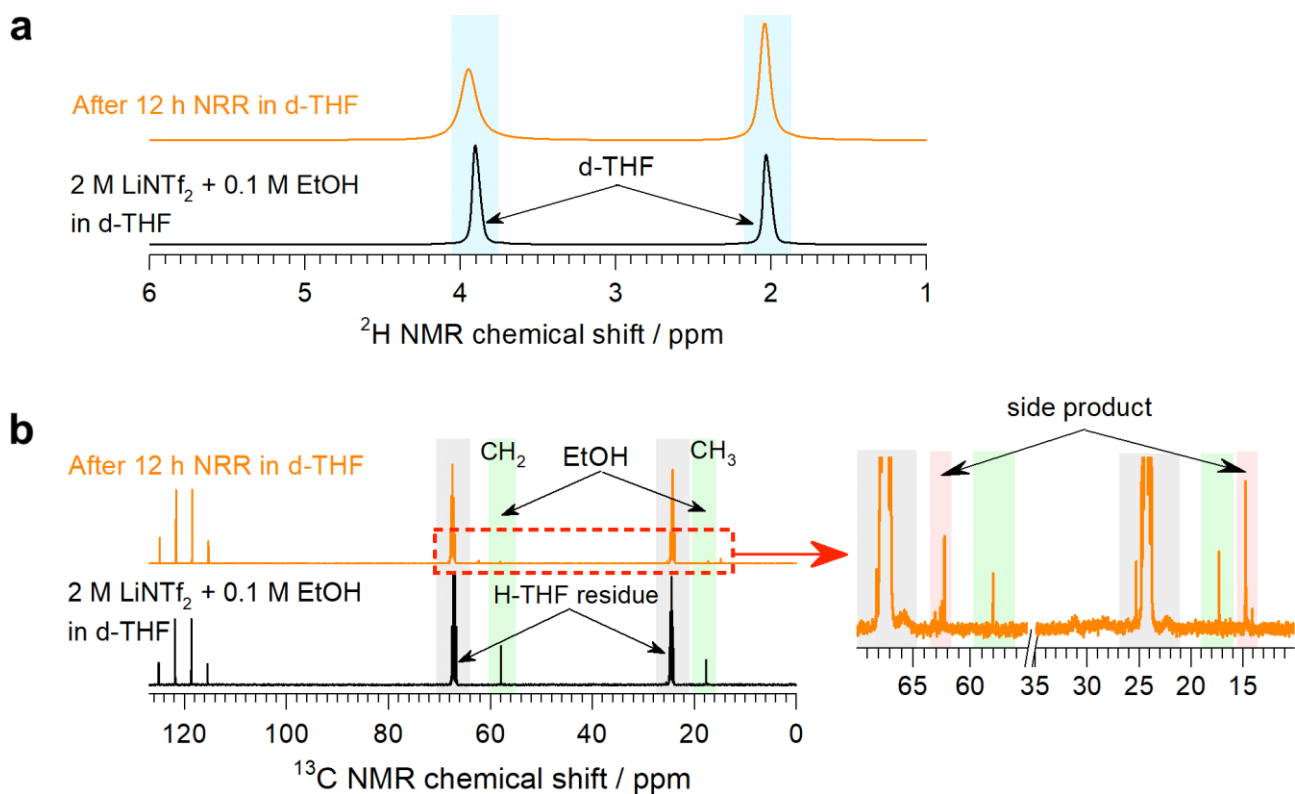 a
After 12 h NRR in d-THF
d-THF
2 M LiNTf₂ + 0.1 M EtOH
in d-THF
6 5 4 3 2 1
²H NMR chemical shift / ppm
b
side product
After 12 h NRR in d-THF
CH₂ EtOH CH₃
2 M LiNTf₂ + 0.1 M EtOH
in d-THF
H-THF residue
65 60 35 30 25 20 15
120 100 80 60 40 20 0
¹³C NMR chemical shift / ppm